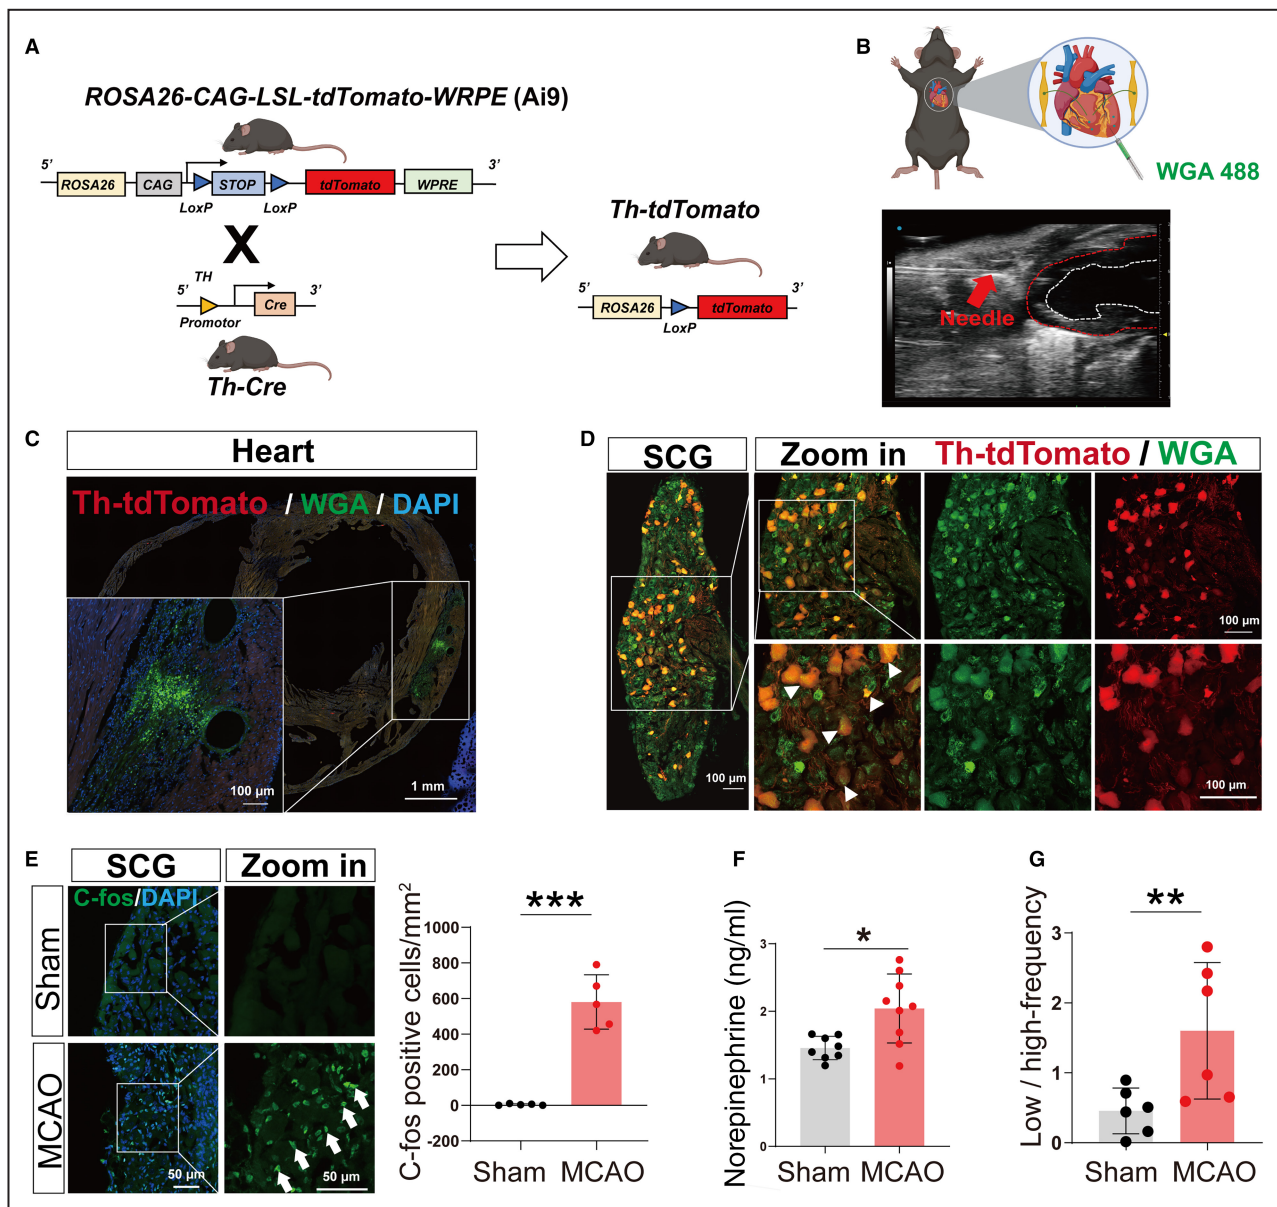 A
ROSA26-CAG-LSL-tdTomato-WRPE (Ai9)
5' 3'
ROSA26 CAG STOP tdTomato WPRE
LoxP LoxP
X
TH
5' 3'
Cre
Promotor
Th-Cre
Th-tdTomato
5' 3'
ROSA26 tdTomato
LoxP
B
WGA 488
Needle
C
Heart
Th-tdTomato / WGA / DAPI
100 µm
1 mm
D
SCG
Zoom in Th-tdTomato / WGA
100 µm
100 µm
100 µm
E
SCG Zoom in
C-fos/DAPI
Sham
MCAO
50 µm
50 µm
C-fos positive cells/mm²
***
1000
800
600
400
200
0
-200
Sham MCAO
F
Norepinephrine (ng/ml)
*
3
2
1
0
Sham MCAO
G
Low / high-frequency
**
3
2
1
0
Sham MCAO